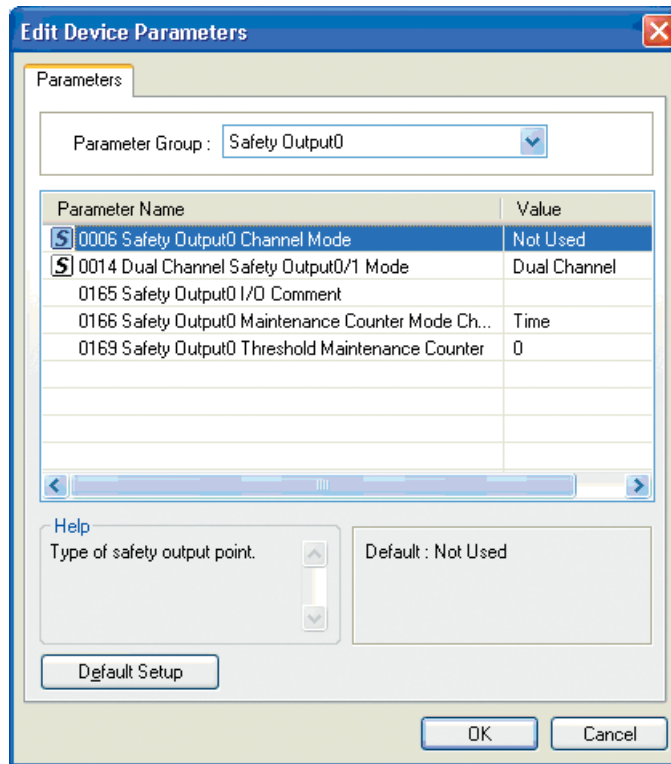 Edit Device Parameters
Parameters
Parameter Group : Safety Output0
Parameter Name Value
S 0006 Safety Output0 Channel Mode Not Used
S 0014 Dual Channel Safety Output0/1 Mode Dual Channel
0165 Safety Output0 I/O Comment
0166 Safety Output0 Maintenance Counter Mode Ch... Time
0169 Safety Output0 Threshold Maintenance Counter 0
Help
Type of safety output point. Default : Not Used
Default Setup
OK Cancel